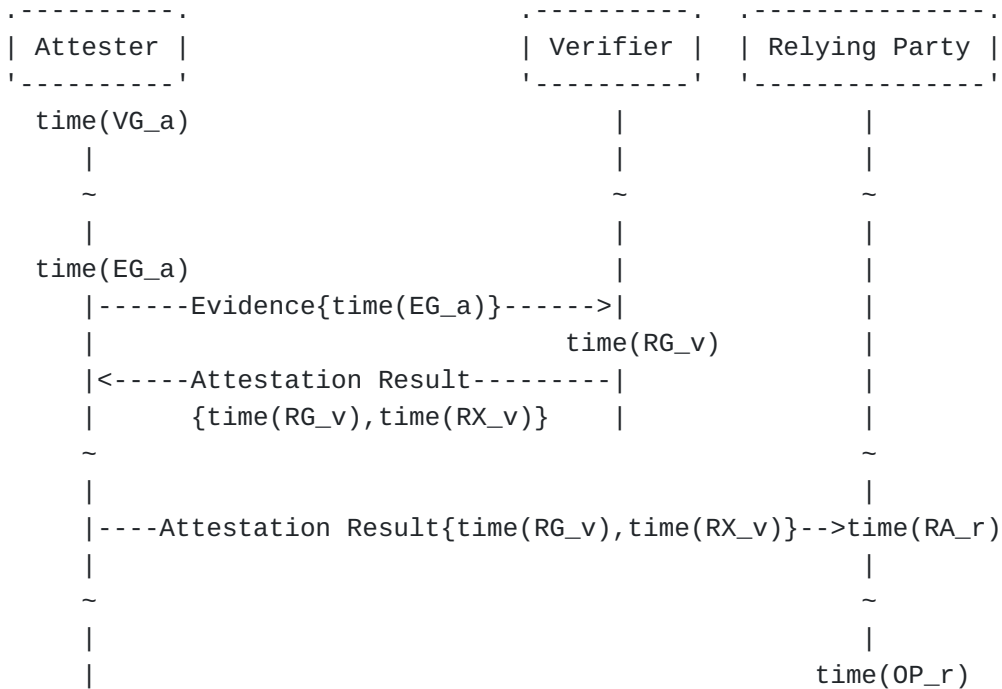 .----------.                      .----------.  .---------------.
| Attester |                      | Verifier |  | Relying Party |
'----------'                      '----------'  '---------------'
  time(VG_a)                            |               |
     |                                  |               |
     ~                                  ~               ~
     |                                  |               |
  time(EG_a)                            |               |
     |------Evidence{time(EG_a)}------>|               |
     |                              time(RG_v)         |
     |<-----Attestation Result---------|               |
     |      {time(RG_v),time(RX_v)}    |               |
     ~                                                 ~
     |                                                 |
     |----Attestation Result{time(RG_v),time(RX_v)}-->time(RA_r)
     |                                                 |
     ~                                                 ~
     |                                                 |
     |                                              time(OP_r)